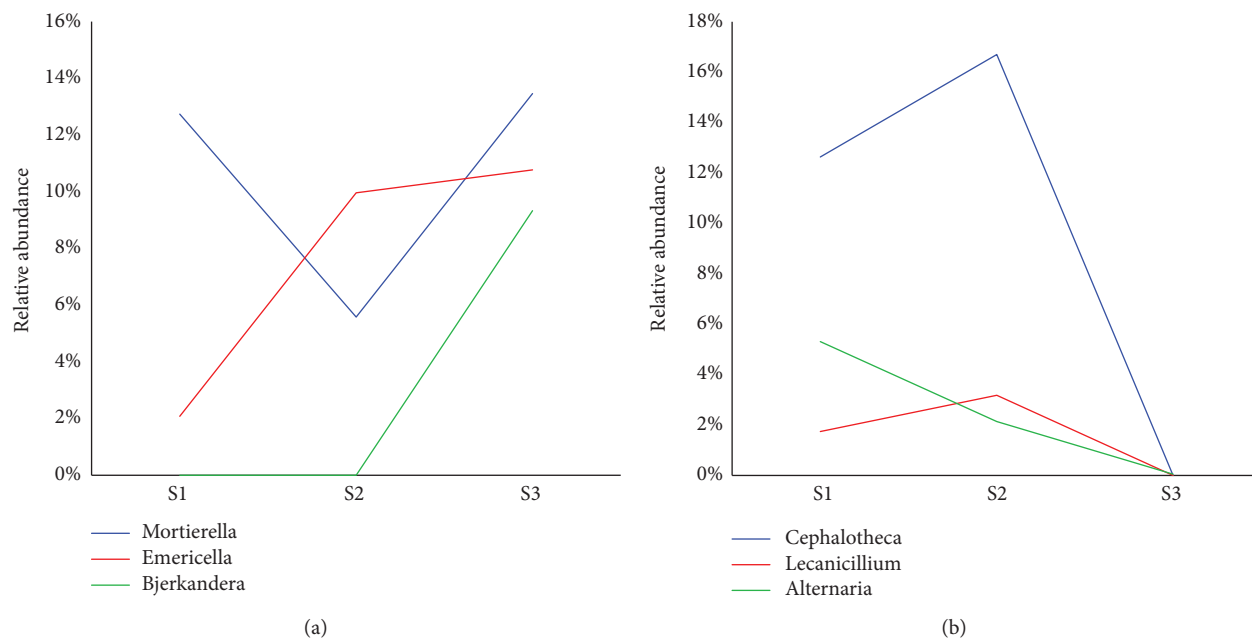 16%
14%
12%
10%
8%
6%
4%
2%
0%
Relative abundance
S1 S2 S3
Mortierella
Emericella
Bjerkandera
(a)
18%
16%
14%
12%
10%
8%
6%
4%
2%
0%
Relative abundance
S1 S2 S3
Cephalotheca
Lecanicillium
Alternaria
(b)